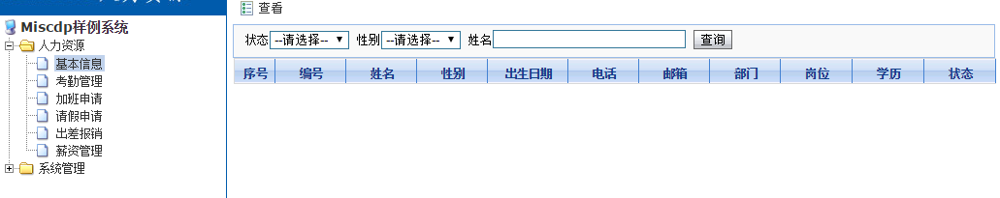 查看
Miscdp样例系统
人力资源
基本信息
考勤管理
加班申请
请假申请
出差报销
薪资管理
系统管理
状态 --请选择-- 性别 --请选择-- 姓名 查询
序号 编号 姓名 性别 出生日期 电话 邮箱 部门 岗位 学历 状态